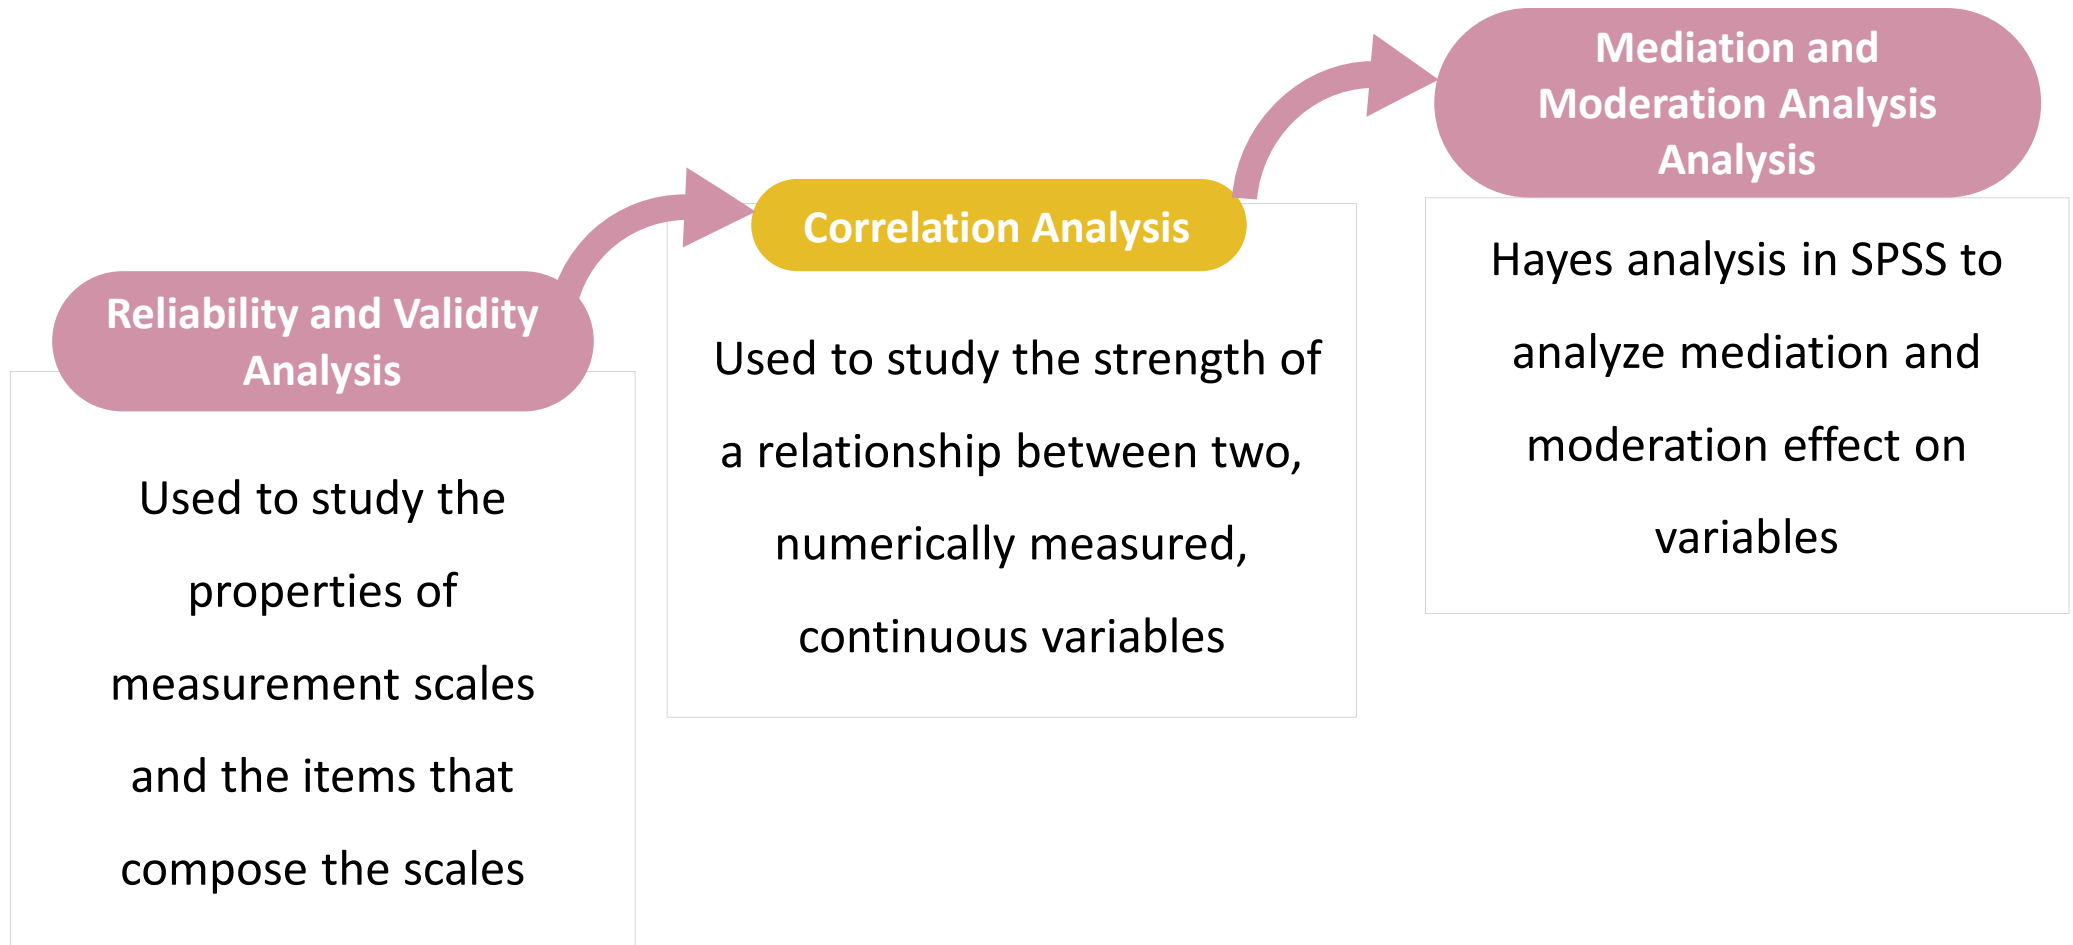 Reliability and Validity
Analysis
Used to study the
properties of
measurement scales
and the items that
compose the scales
Correlation Analysis
Used to study the strength of
a relationship between two,
numerically measured,
continuous variables
Mediation and
Moderation Analysis
Analysis
Hayes analysis in SPSS to
analyze mediation and
moderation effect on
variables